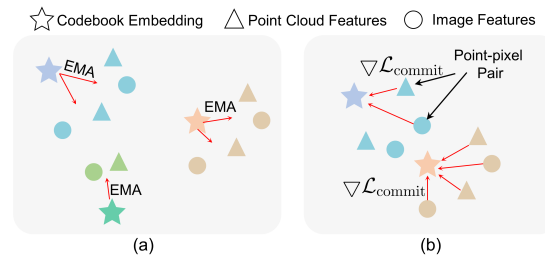 Codebook Embedding Point Cloud Features Image Features
EMA
EMA
EMA
(a)
▽ℒcommit
Point-pixel
Pair
▽ℒcommit
(b)